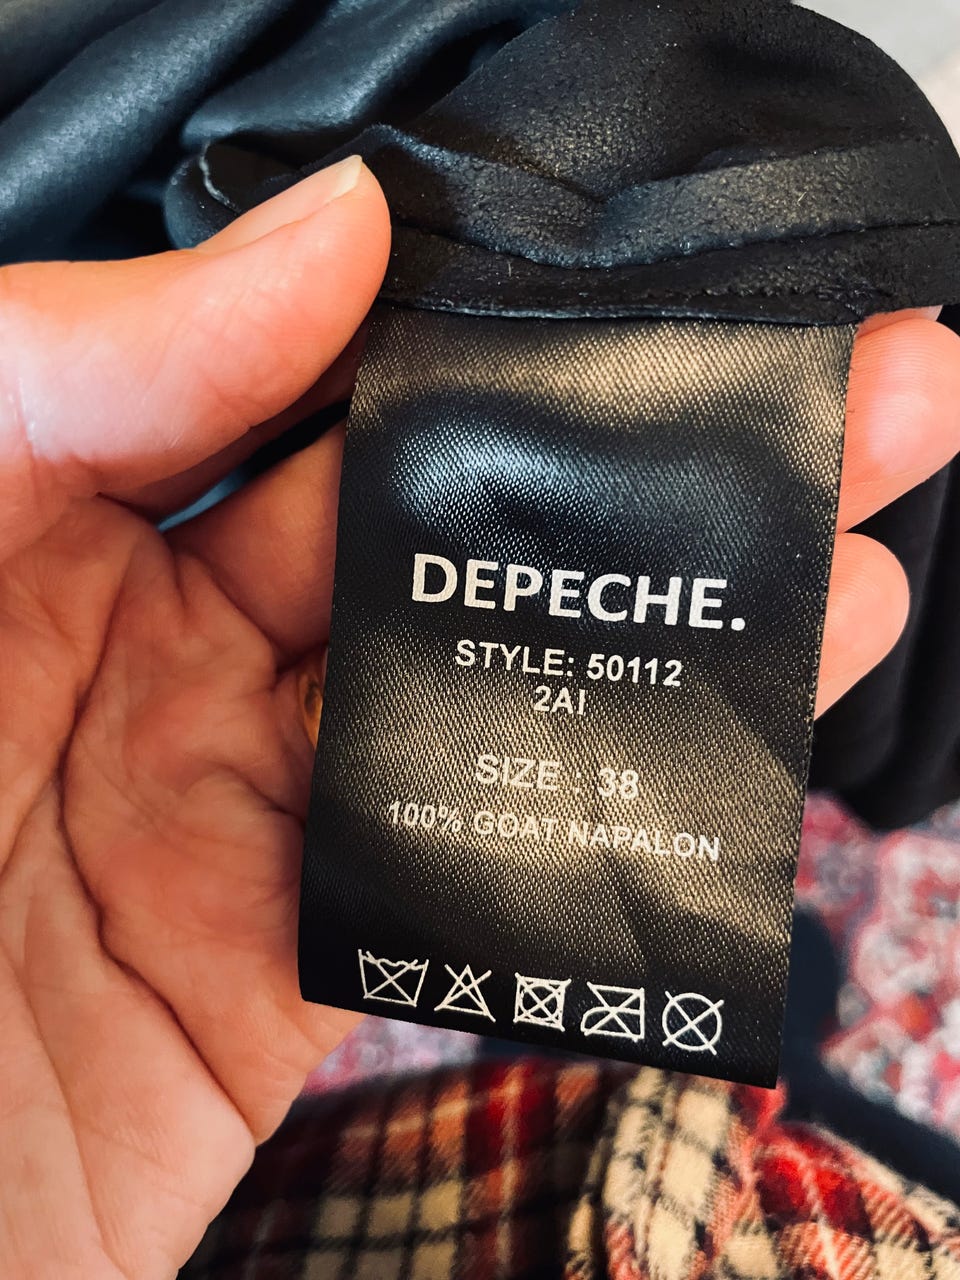 DEPECHE.
STYLE: 50112
2AI
SIZE : 38
100% GOAT NAPALON